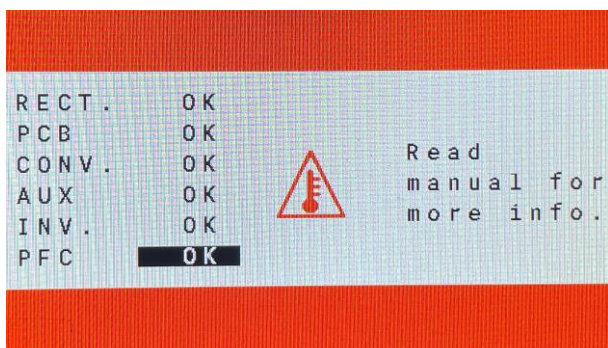 RECT. OK
PCB OK
CONV. OK
AUX OK
INV. OK
PFC OK
Read
manual for
more info.